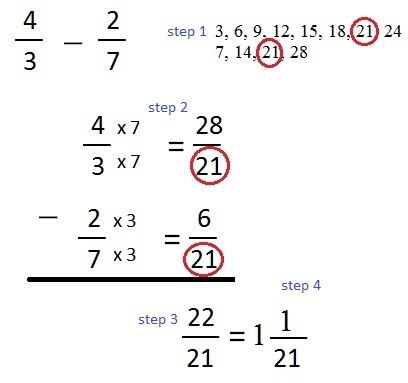 4/3 − 2/7
step 1 3, 6, 9, 12, 15, 18, 21, 24
7, 14, 21, 28
step 2
4/3 x 7 / x 7 = 28/21
− 2/7 x 3 / x 3 = 6/21
step 4
step 3 22/21 = 1 1/21